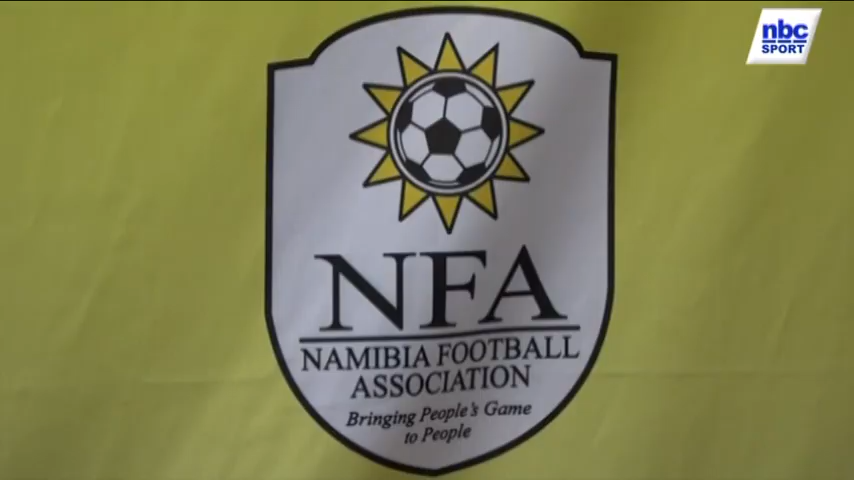 nbc
SPORT
NFA
NAMIBIA FOOTBALL
ASSOCIATION
Bringing People's Game
to People